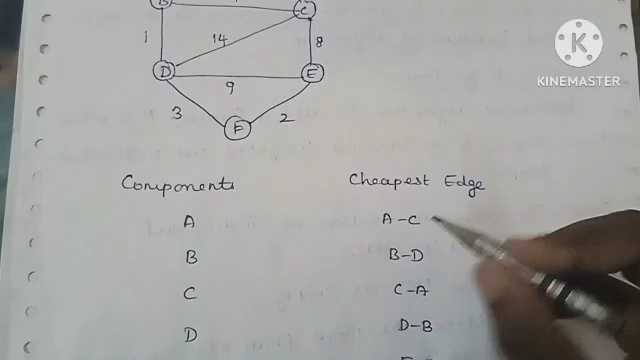 B
C
1
14
8
D
E
9
3
2
F
K
KINEMASTER
Components Cheapest Edge
A A-C
B B-D
C C-A
D D-B